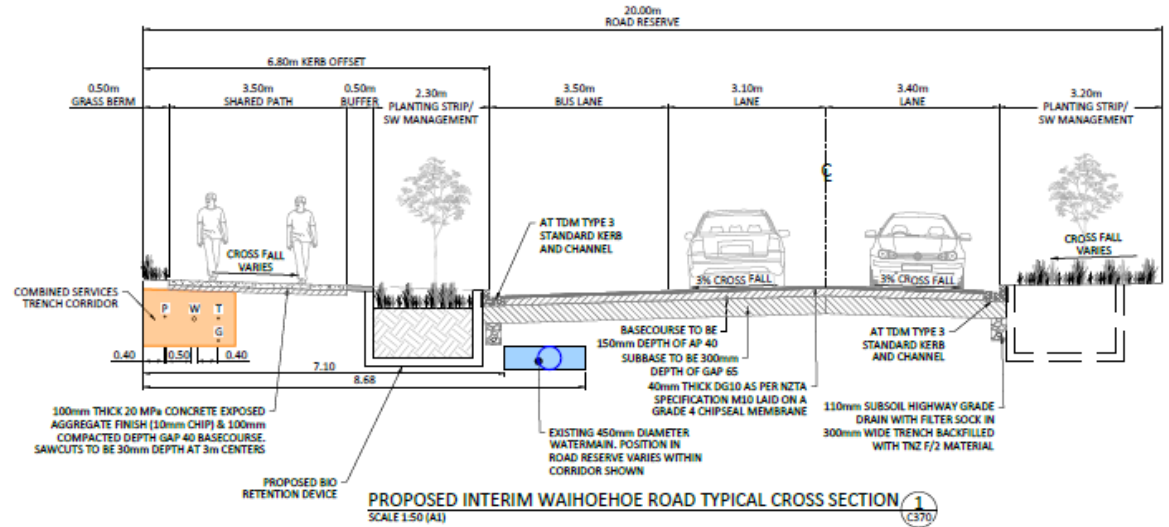 20.00m
ROAD RESERVE
6.80m KERB OFFSET
0.50m
GRASS BERM
3.50m
SHARED PATH
0.50m
BUFFER
2.30m
PLANTING STRIP/
SW MANAGEMENT
3.50m
BUS LANE
3.10m
LANE
3.40m
LANE
3.20m
PLANTING STRIP/
SW MANAGEMENT
CROSS FALL
VARIES
AT TDM TYPE 3
STANDARD KERB
AND CHANNEL
℄
CROSS FALL
VARIES
3% CROSS FALL
3% CROSS FALL
COMBINED SERVICES
TRENCH CORRIDOR
P W T
G
0.40 0.50 0.40
7.10
8.68
BASECOURSE TO BE
150mm DEPTH OF AP 40
SUBBASE TO BE 300mm
DEPTH OF GAP 65
40mm THICK DG10 AS PER NZTA
SPECIFICATION M10 LAID ON A
GRADE 4 CHIPSEAL MEMBRANE
AT TDM TYPE 3
STANDARD KERB
AND CHANNEL
100mm THICK 20 MPa CONCRETE EXPOSED
AGGREGATE FINISH (10mm CHIP) & 100mm
COMPACTED DEPTH GAP 40 BASECOURSE.
SAWCUTS TO BE 30mm DEPTH AT 3m CENTERS
EXISTING 450mm DIAMETER
WATERMAIN. POSITION IN
ROAD RESERVE VARIES WITHIN
CORRIDOR SHOWN
110mm SUBSOIL HIGHWAY GRADE
DRAIN WITH FILTER SOCK IN
300mm WIDE TRENCH BACKFILLED
WITH TNZ F/2 MATERIAL
PROPOSED BIO
RETENTION DEVICE
PROPOSED INTERIM WAIHOEHOE ROAD TYPICAL CROSS SECTION
SCALE 1:50 (A1)
1
C370